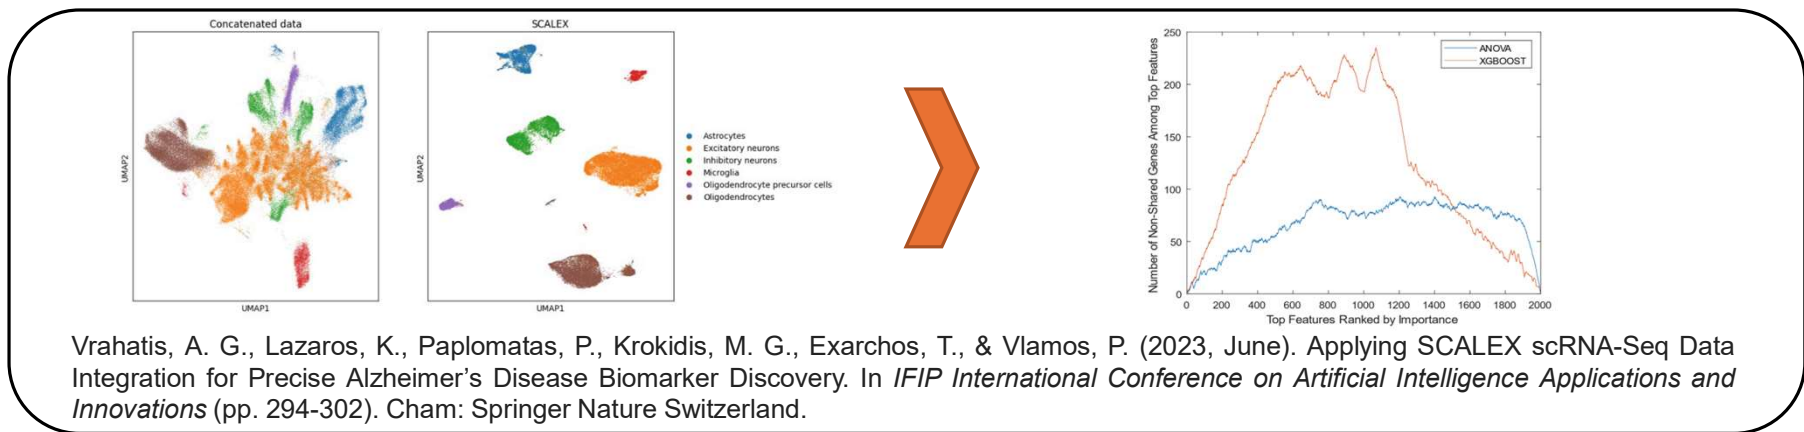 Concatenated data
UMAP2
UMAP1
SCALEX
UMAP2
UMAP1
Astrocytes
Excitatory neurons
Inhibitory neurons
Microglia
Oligodendrocyte precursor cells
Oligodendrocytes
Number of Non-Shared Genes Among Top Features
250
200
150
100
50
0
ANOVA
XGBOOST
0 200 400 600 800 1000 1200 1400 1600 1800 2000
Top Features Ranked by Importance
Vrahatis, A. G., Lazaros, K., Paplomatas, P., Krokidis, M. G., Exarchos, T., & Vlamos, P. (2023, June). Applying SCALEX scRNA-Seq Data
Integration for Precise Alzheimer’s Disease Biomarker Discovery. In IFIP International Conference on Artificial Intelligence Applications and
Innovations (pp. 294-302). Cham: Springer Nature Switzerland.